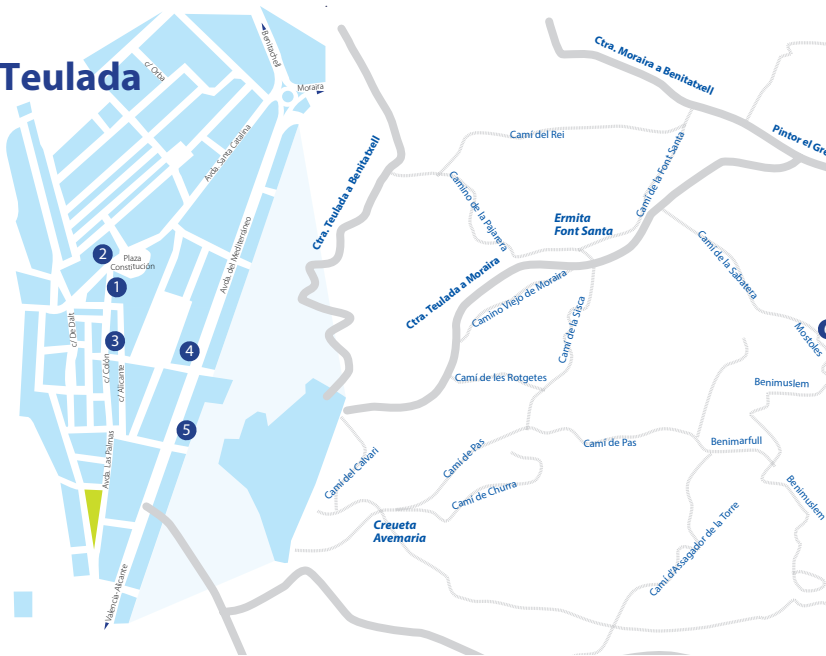 Teulada
Benitachell
Moraira
c/ Orba
Avda. Santa Catalina
Avda. del Mediterráneo
2
Plaza
Constitución
1
c/ De Dalt
3
c/ Colón
c/ Alicante
4
5
Avda. Las Palmas
Valencia-Alicante
Ctra. Teulada a Benitatxell
Ctra. Moraira a Benitatxell
Pintor el Gre
Camí del Rei
Camí de la Font Santa
Camino de la Pajarera
Ermita
Font Santa
Ctra. Teulada a Moraira
Camino Viejo de Moraira
Camí de la Sisca
Camí de la Sabatera
Mostoles
Camí de les Rotgetes
Benimuslem
Camí de Pas
Camí de Pas
Benimarfull
Camí del Calvari
Camí de Churra
Benimuslem
Creueta
Avemaria
Camí d'Assagador de la Torre